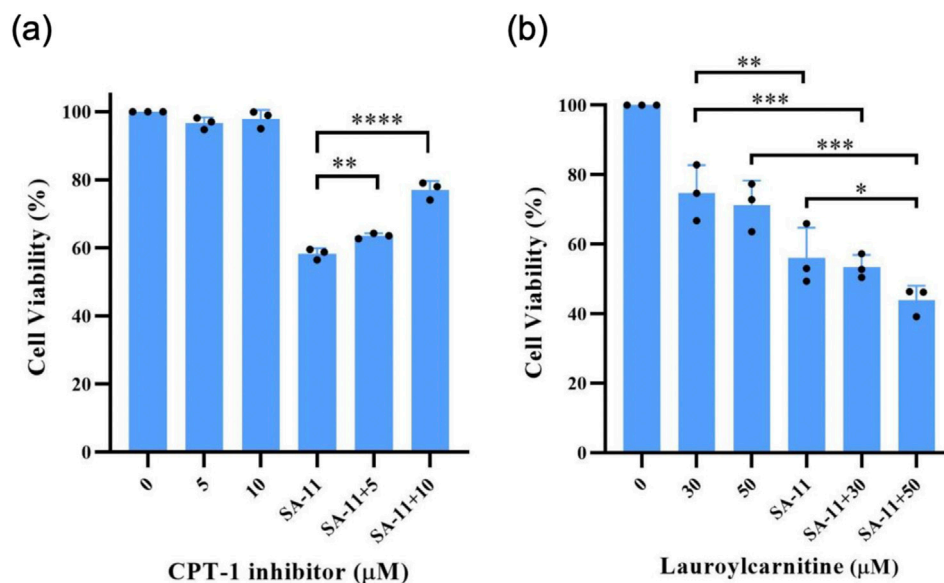 (a)
(b)
Cell Viability (%)
100
80
60
40
20
0
**
****
0
5
10
SA-11
SA-11+5
SA-11+10
CPT-1 inhibitor (μM)
Cell Viability (%)
100
80
60
40
20
0
**
***
***
*
0
30
50
SA-11
SA-11+30
SA-11+50
Lauroylcarnitine (μM)